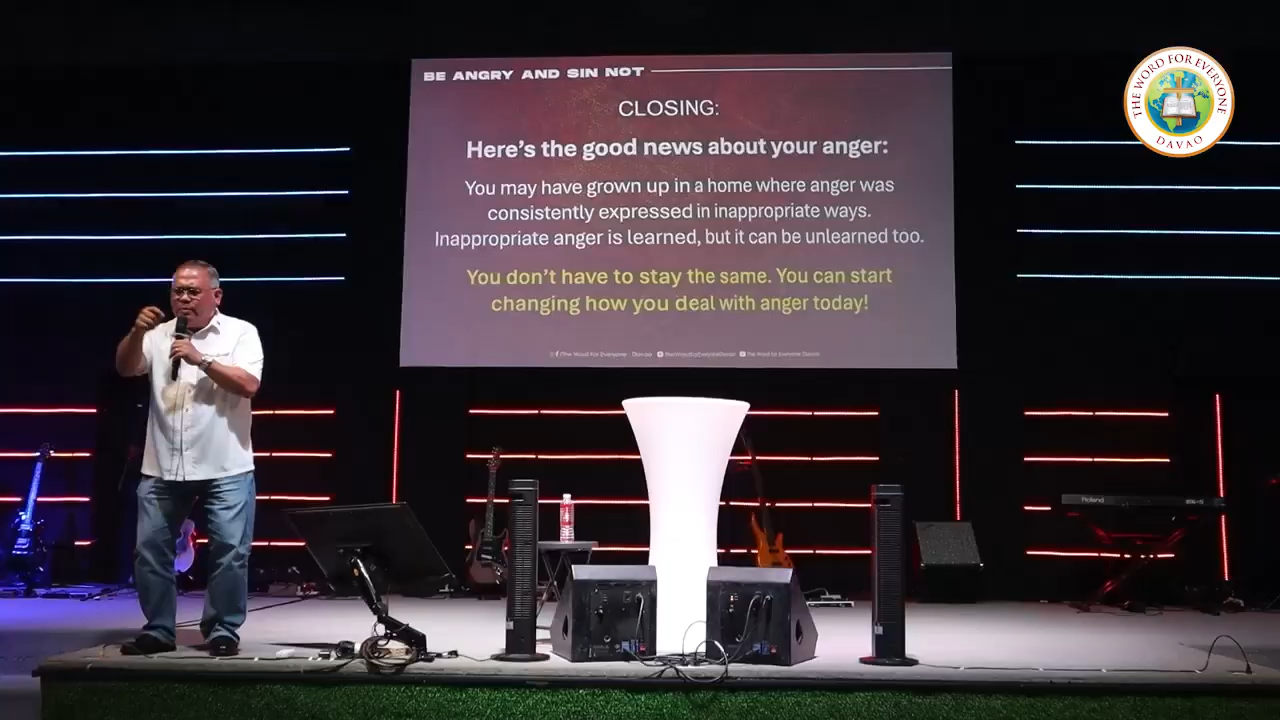 BE ANGRY AND SIN NOT
CLOSING:
Here's the good news about your anger:
You may have grown up in a home where anger was
consistently expressed in inappropriate ways.
Inappropriate anger is learned, but it can be unlearned too.
You don't have to stay the same. You can start
changing how you deal with anger today!
THE WORD FOR EVERYONE
DAVAO
Roland